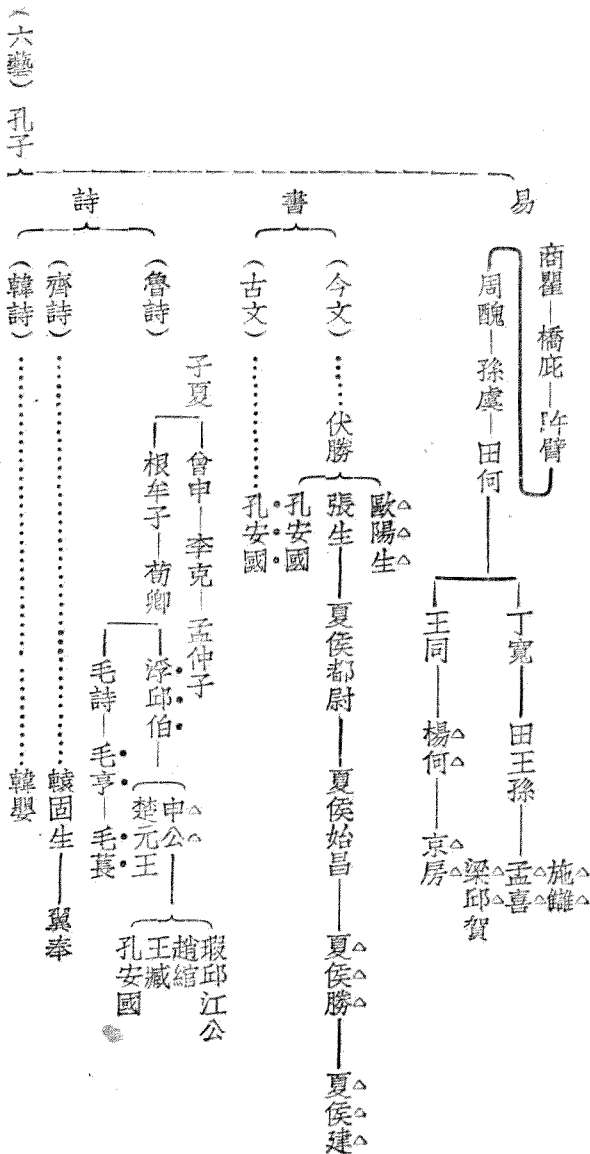 （六藝）孔子
易
商瞿—橋庇—馯臂
周醜—孫虞—田何
丁寬—田王孫
施讎
孟喜
梁邱賀
王同—楊何—京房
書
（今文）……伏勝
歐陽生
張生—夏侯都尉—夏侯始昌—夏侯勝—夏侯建
孔安國
（古文）……孔安國
詩
（魯詩）
子夏
曾申—李克—孟仲子
根牟子—荀卿
浮邱伯
申公
楚元王
瑕邱江公
趙綰
王臧
孔安國
毛詩—毛亨—毛萇
（齊詩）……轅固生—翼奉
（韓詩）……韓嬰